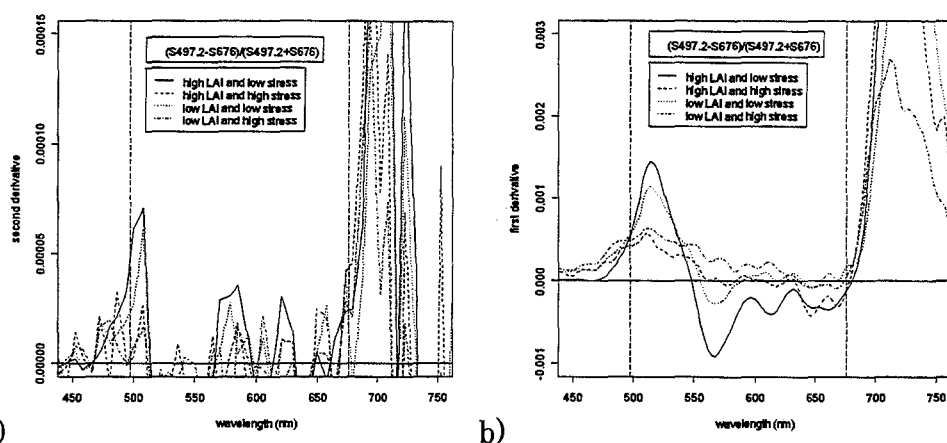 (S497.2-S676)/(S497.2+S676)
high LAI and low stress
high LAI and high stress
low LAI and low stress
low LAI and high stress
second derivative
0.00015
0.00010
0.00005
0.00000
450 500 550 600 650 700 750
wavelength (nm)
)
(S497.2-S676)/(S497.2+S676)
high LAI and low stress
high LAI and high stress
low LAI and low stress
low LAI and high stress
first derivative
0.003
0.002
0.001
0.000
-0.001
450 500 550 600 650 700 750
wavelength (nm)
b)